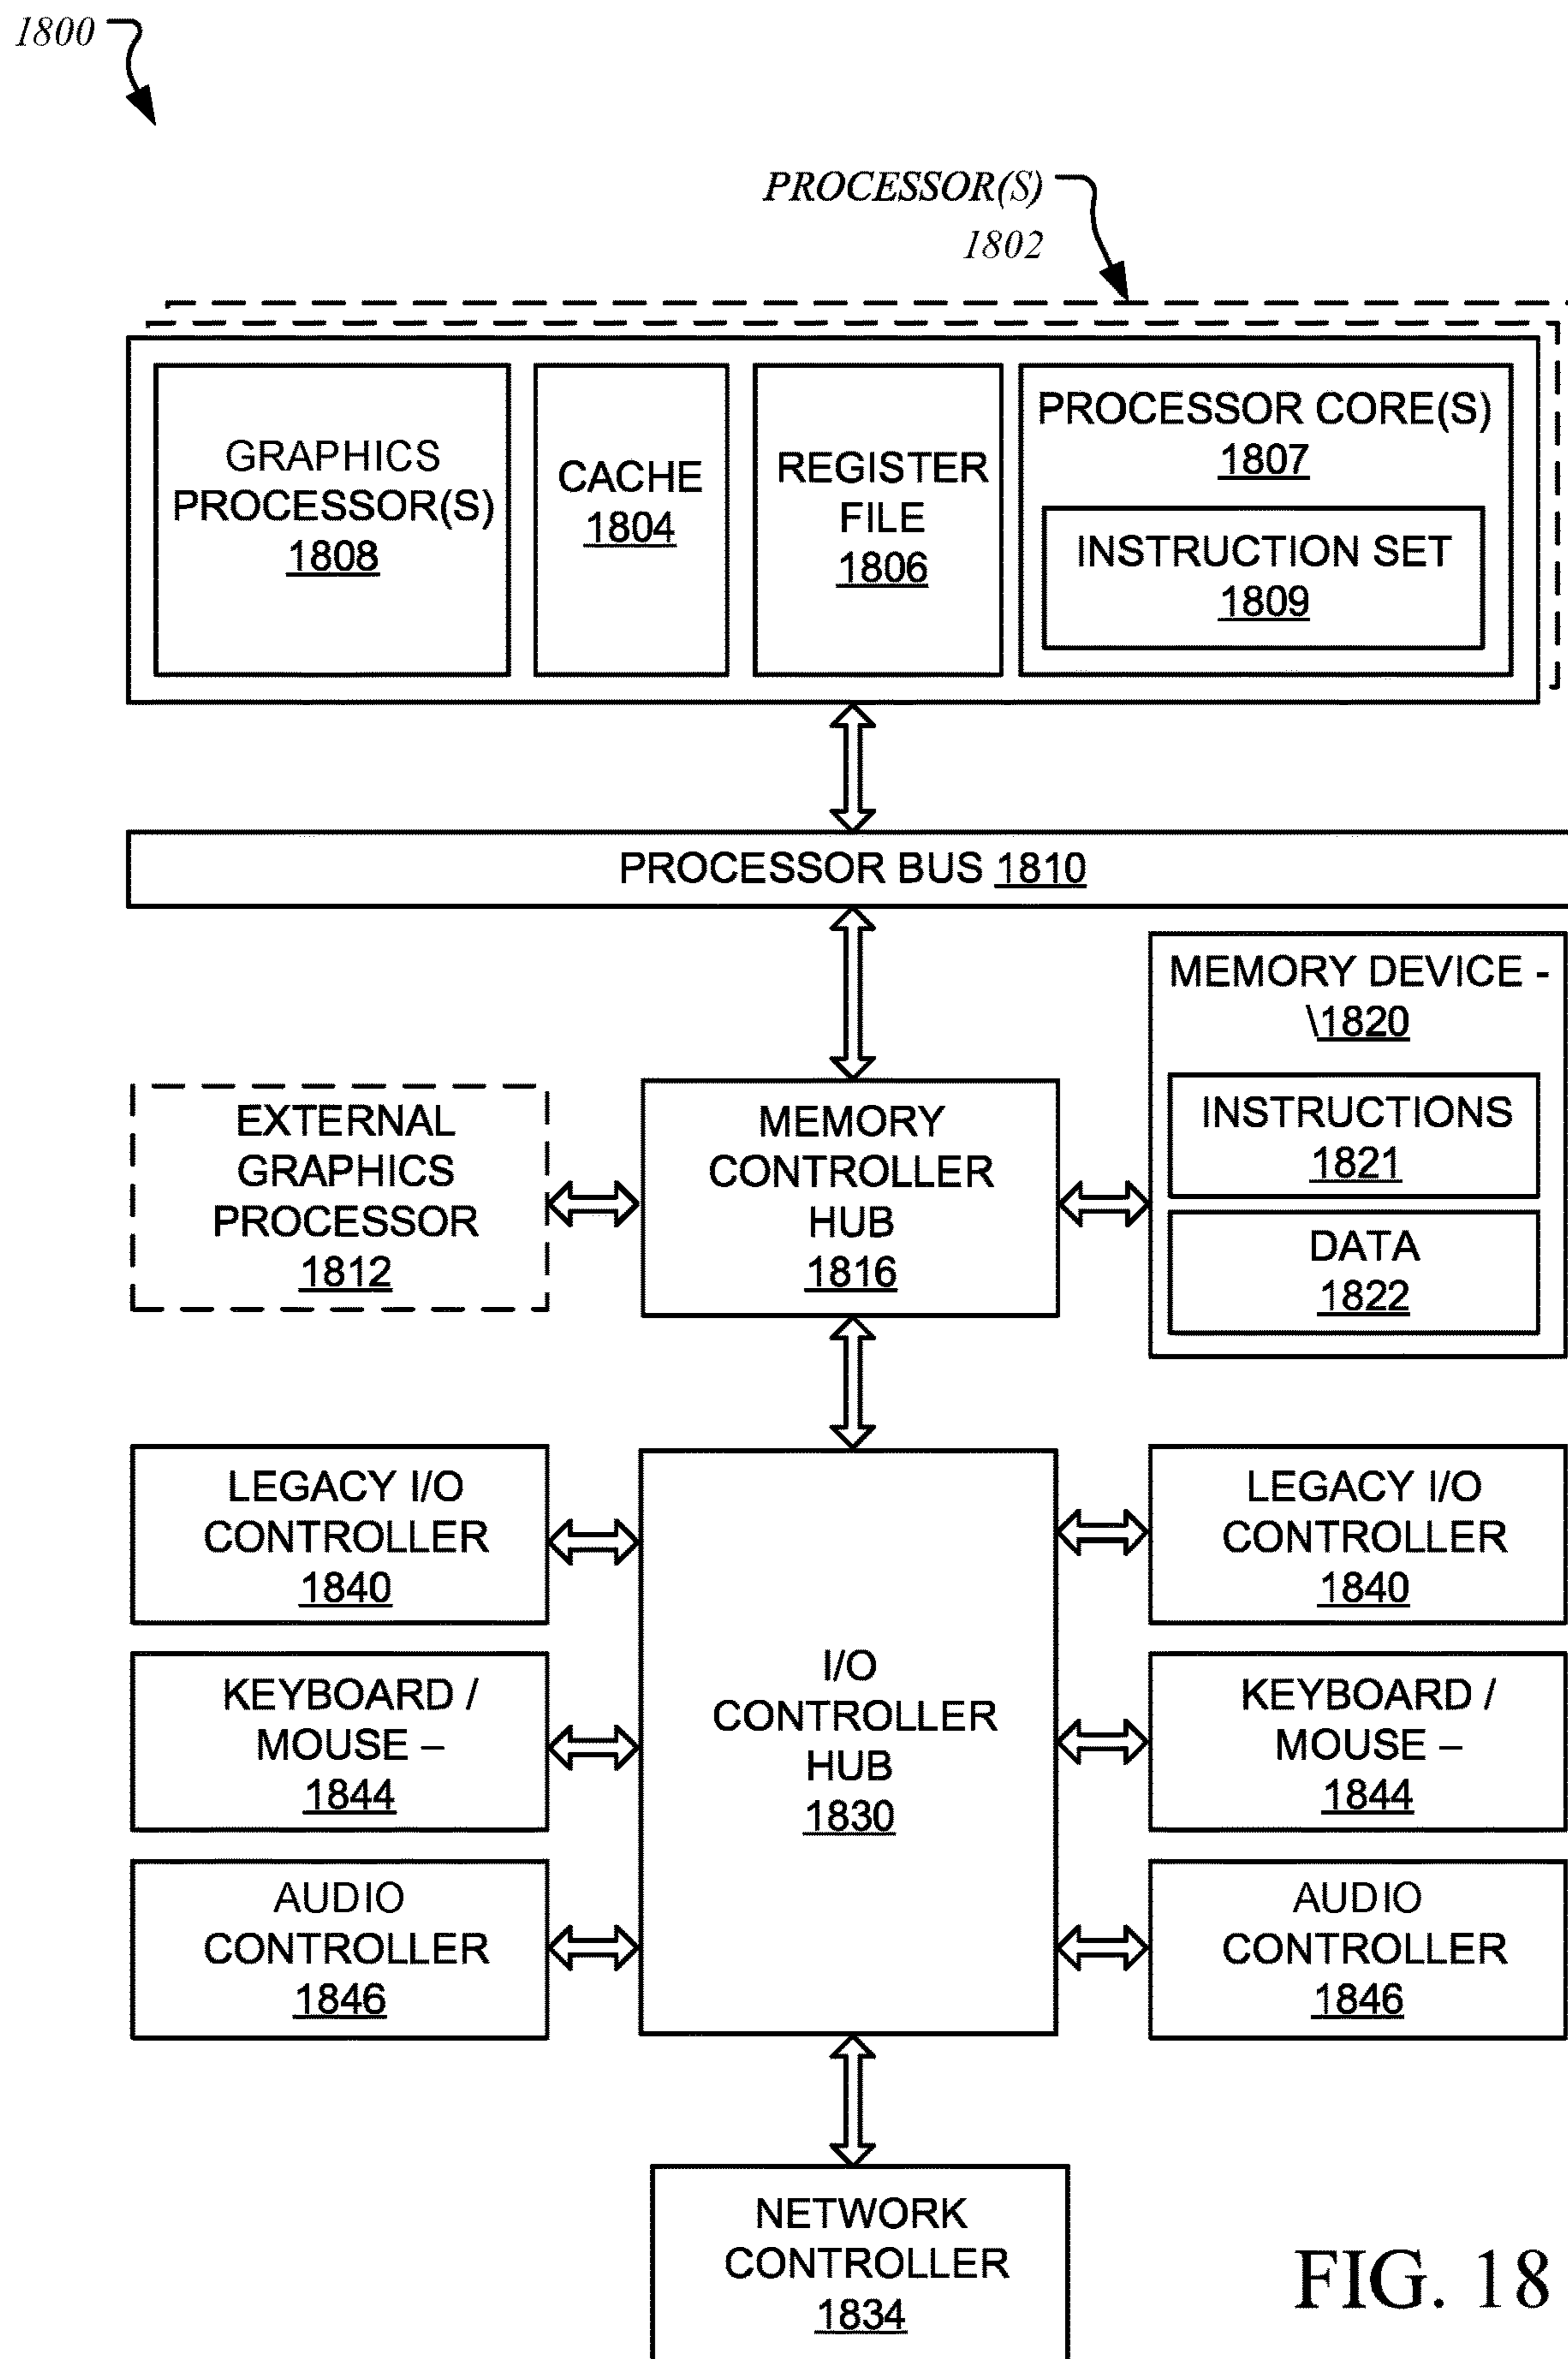 1800
PROCESSOR(S)
1802
GRAPHICS
PROCESSOR(S)
1808
CACHE
1804
REGISTER
FILE
1806
PROCESSOR CORE(S)
1807
INSTRUCTION SET
1809
PROCESSOR BUS 1810
MEMORY DEVICE -
\1820
INSTRUCTIONS
1821
DATA
1822
EXTERNAL
GRAPHICS
PROCESSOR
1812
MEMORY
CONTROLLER
HUB
1816
LEGACY I/O
CONTROLLER
1840
KEYBOARD /
MOUSE –
1844
AUDIO
CONTROLLER
1846
I/O
CONTROLLER
HUB
1830
LEGACY I/O
CONTROLLER
1840
KEYBOARD /
MOUSE –
1844
AUDIO
CONTROLLER
1846
NETWORK
CONTROLLER
1834
FIG. 18